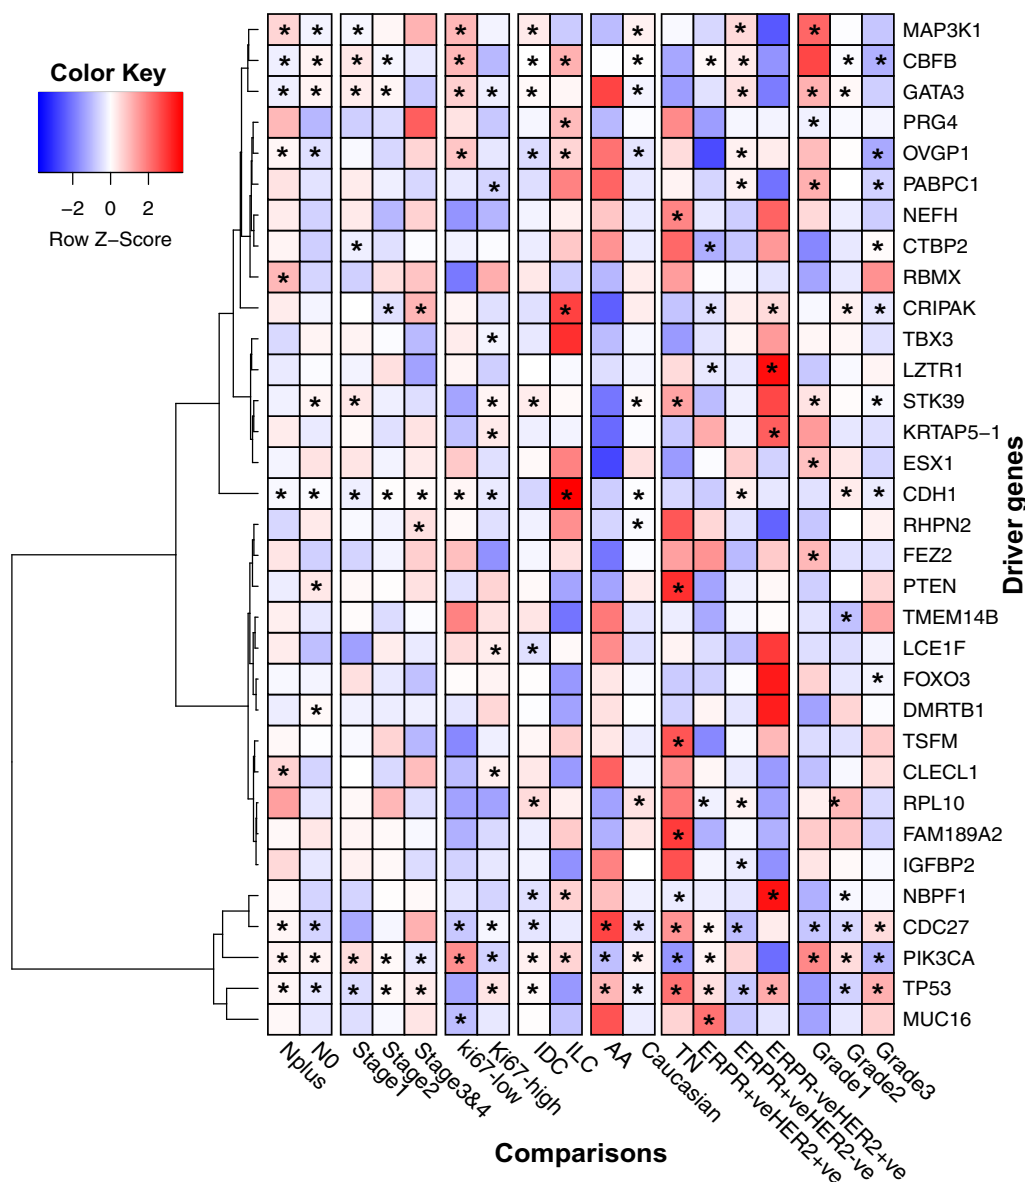 Color Key
−2 0 2
Row Z−Score
MAP3K1
CBFB
GATA3
PRG4
OVGP1
PABPC1
NEFH
CTBP2
RBMX
CRIPAK
TBX3
LZTR1
STK39
KRTAP5−1
ESX1
CDH1
RHPN2
FEZ2
PTEN
TMEM14B
LCE1F
FOXO3
DMRTB1
TSFM
CLECL1
RPL10
FAM189A2
IGFBP2
NBPF1
CDC27
PIK3CA
TP53
MUC16
Driver genes
Nplus
N0
Stage1
Stage2
Stage3&4
ki67-low
Ki67-high
IDC
ILC
AA
Caucasian
TN
ERPR+veHER2+ve
ERPR+veHER2-ve
ERPR-veHER2+ve
Grade1
Grade2
Grade3
Comparisons